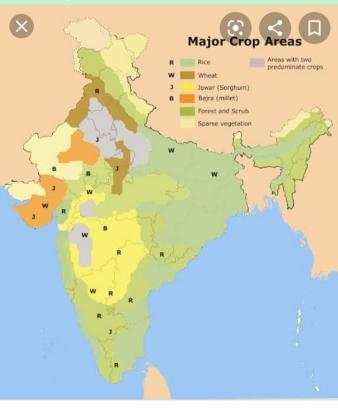 Major Crop Areas
R Rice
W Wheat
J Jowar (Sorghum)
B Bajra (millet)
Forest and Scrub
Sparse vegetation
Areas with two
predominate crops
R
J
W
J
W
B
B
J
W
W
R
J
B
W
R
R
W R
R
R
J
R